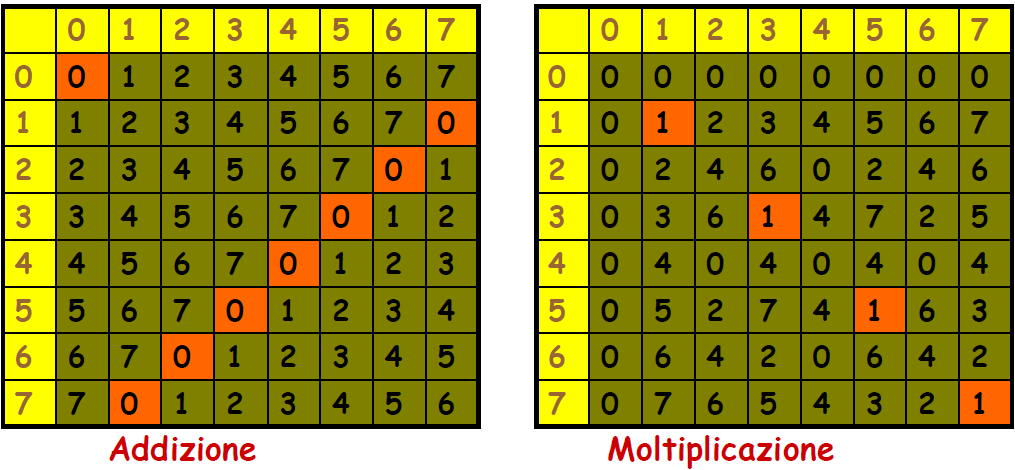 0 1 2 3 4 5 6 7
0 0 1 2 3 4 5 6 7
1 1 2 3 4 5 6 7 0
2 2 3 4 5 6 7 0 1
3 3 4 5 6 7 0 1 2
4 4 5 6 7 0 1 2 3
5 5 6 7 0 1 2 3 4
6 6 7 0 1 2 3 4 5
7 7 0 1 2 3 4 5 6
Addizione
0 1 2 3 4 5 6 7
0 0 0 0 0 0 0 0 0
1 0 1 2 3 4 5 6 7
2 0 2 4 6 0 2 4 6
3 0 3 6 1 4 7 2 5
4 0 4 0 4 0 4 0 4
5 0 5 2 7 4 1 6 3
6 0 6 4 2 0 6 4 2
7 0 7 6 5 4 3 2 1
Moltiplicazione